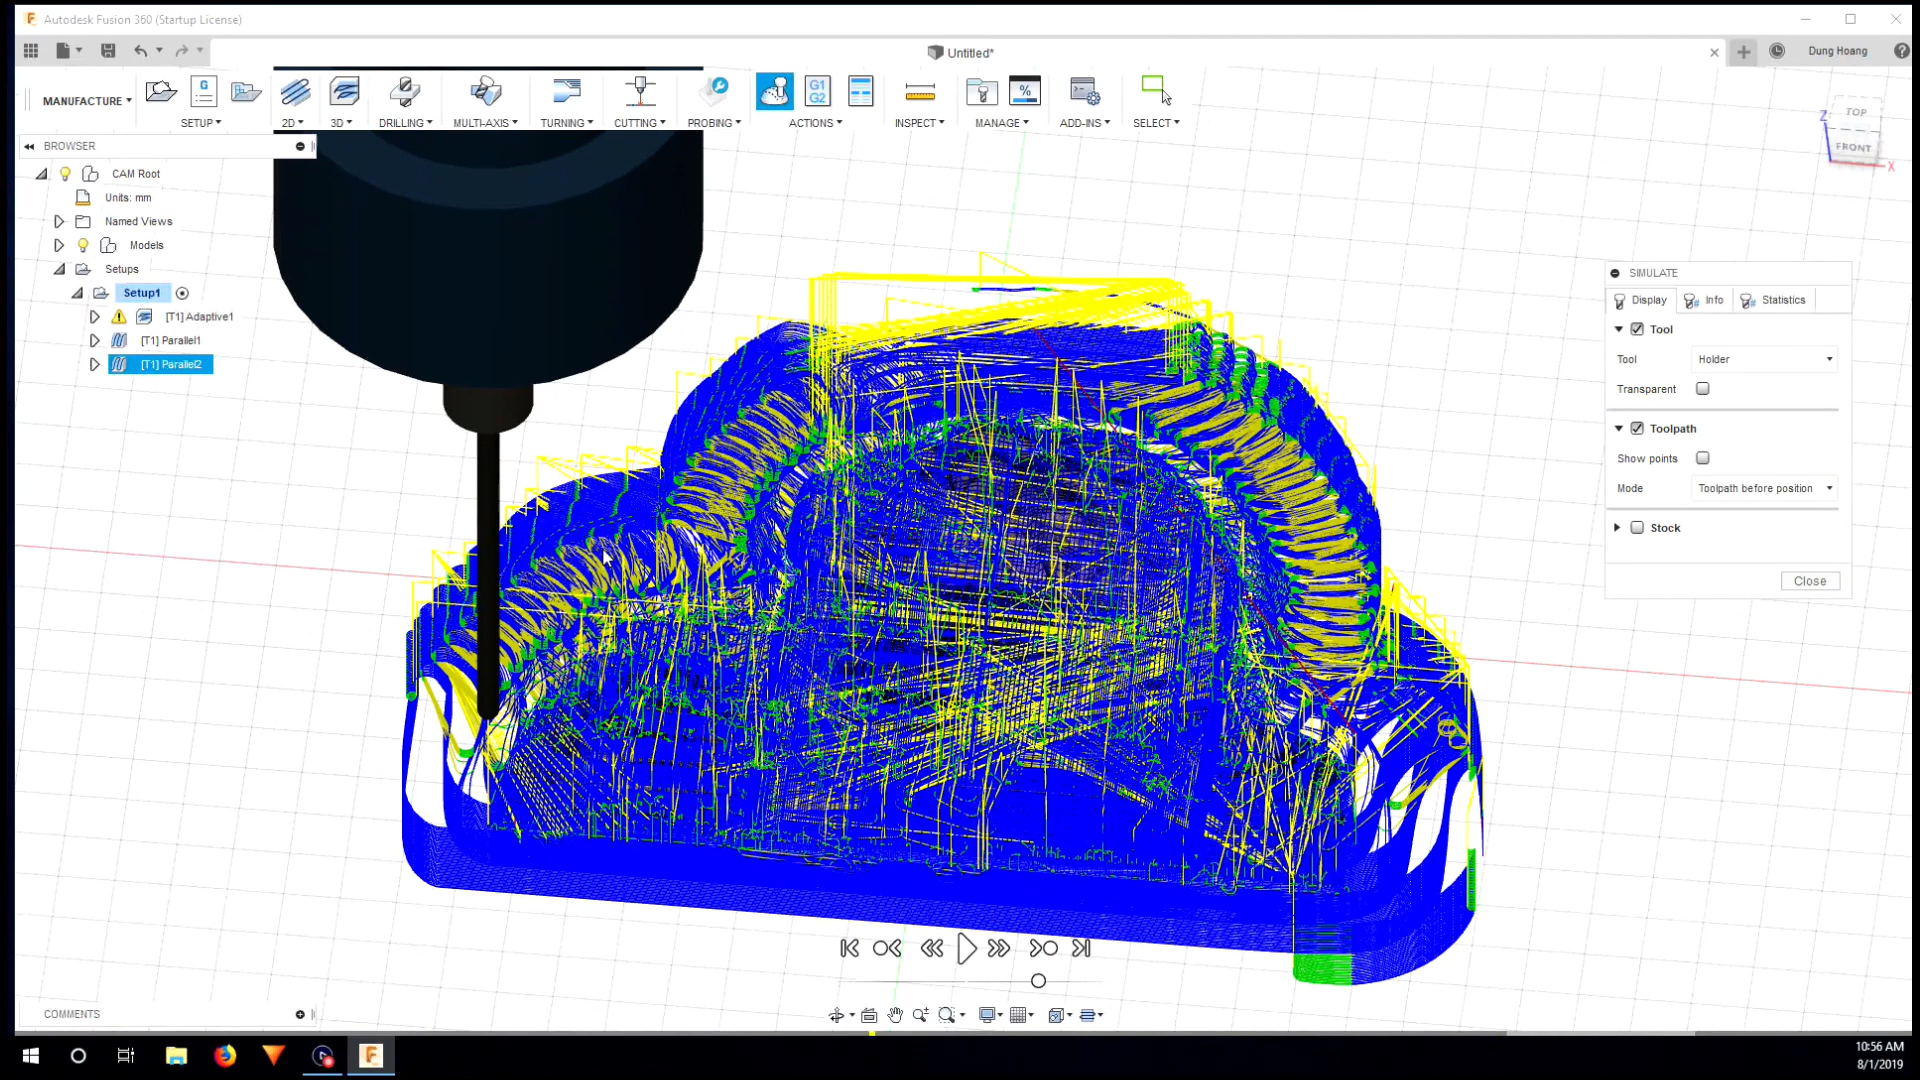 Autodesk Fusion 360 (Startup License)
Untitled*
Dung Hoang
MANUFACTURE
SETUP
2D
3D
DRILLING
MULTI-AXIS
TURNING
CUTTING
PROBING
G1
G2
ACTIONS
INSPECT
MANAGE
ADD-INS
SELECT
TOP
FRONT
Z
X
BROWSER
CAM Root
Units: mm
Named Views
Models
Setups
Setup1
[T1] Adaptive1
[T1] Parallel1
[T1] Parallel2
SIMULATE
Display
Info
Statistics
Tool
Tool
Holder
Transparent
Toolpath
Show points
Mode
Toolpath before position
Stock
Close
COMMENTS
10:56 AM
8/1/2019